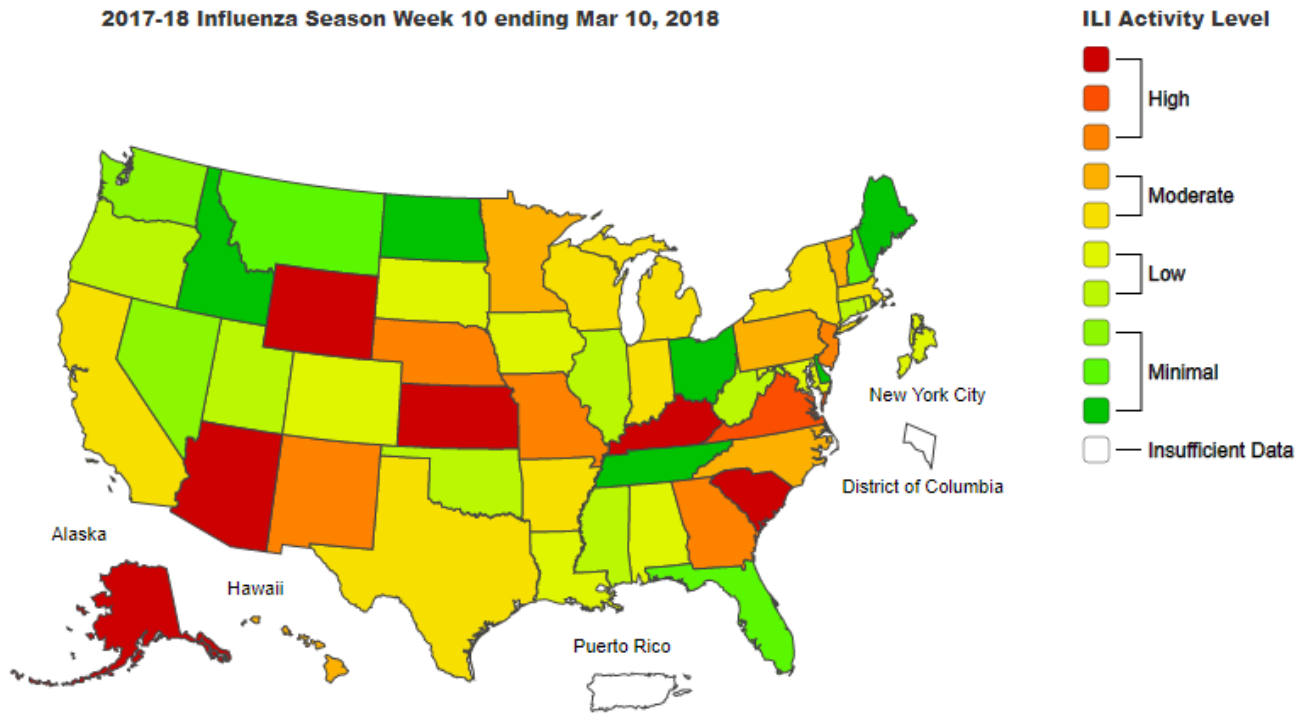 2017-18 Influenza Season Week 10 ending Mar 10, 2018
ILI Activity Level
High
Moderate
Low
Minimal
Insufficient Data
New York City
District of Columbia
Alaska
Hawaii
Puerto Rico